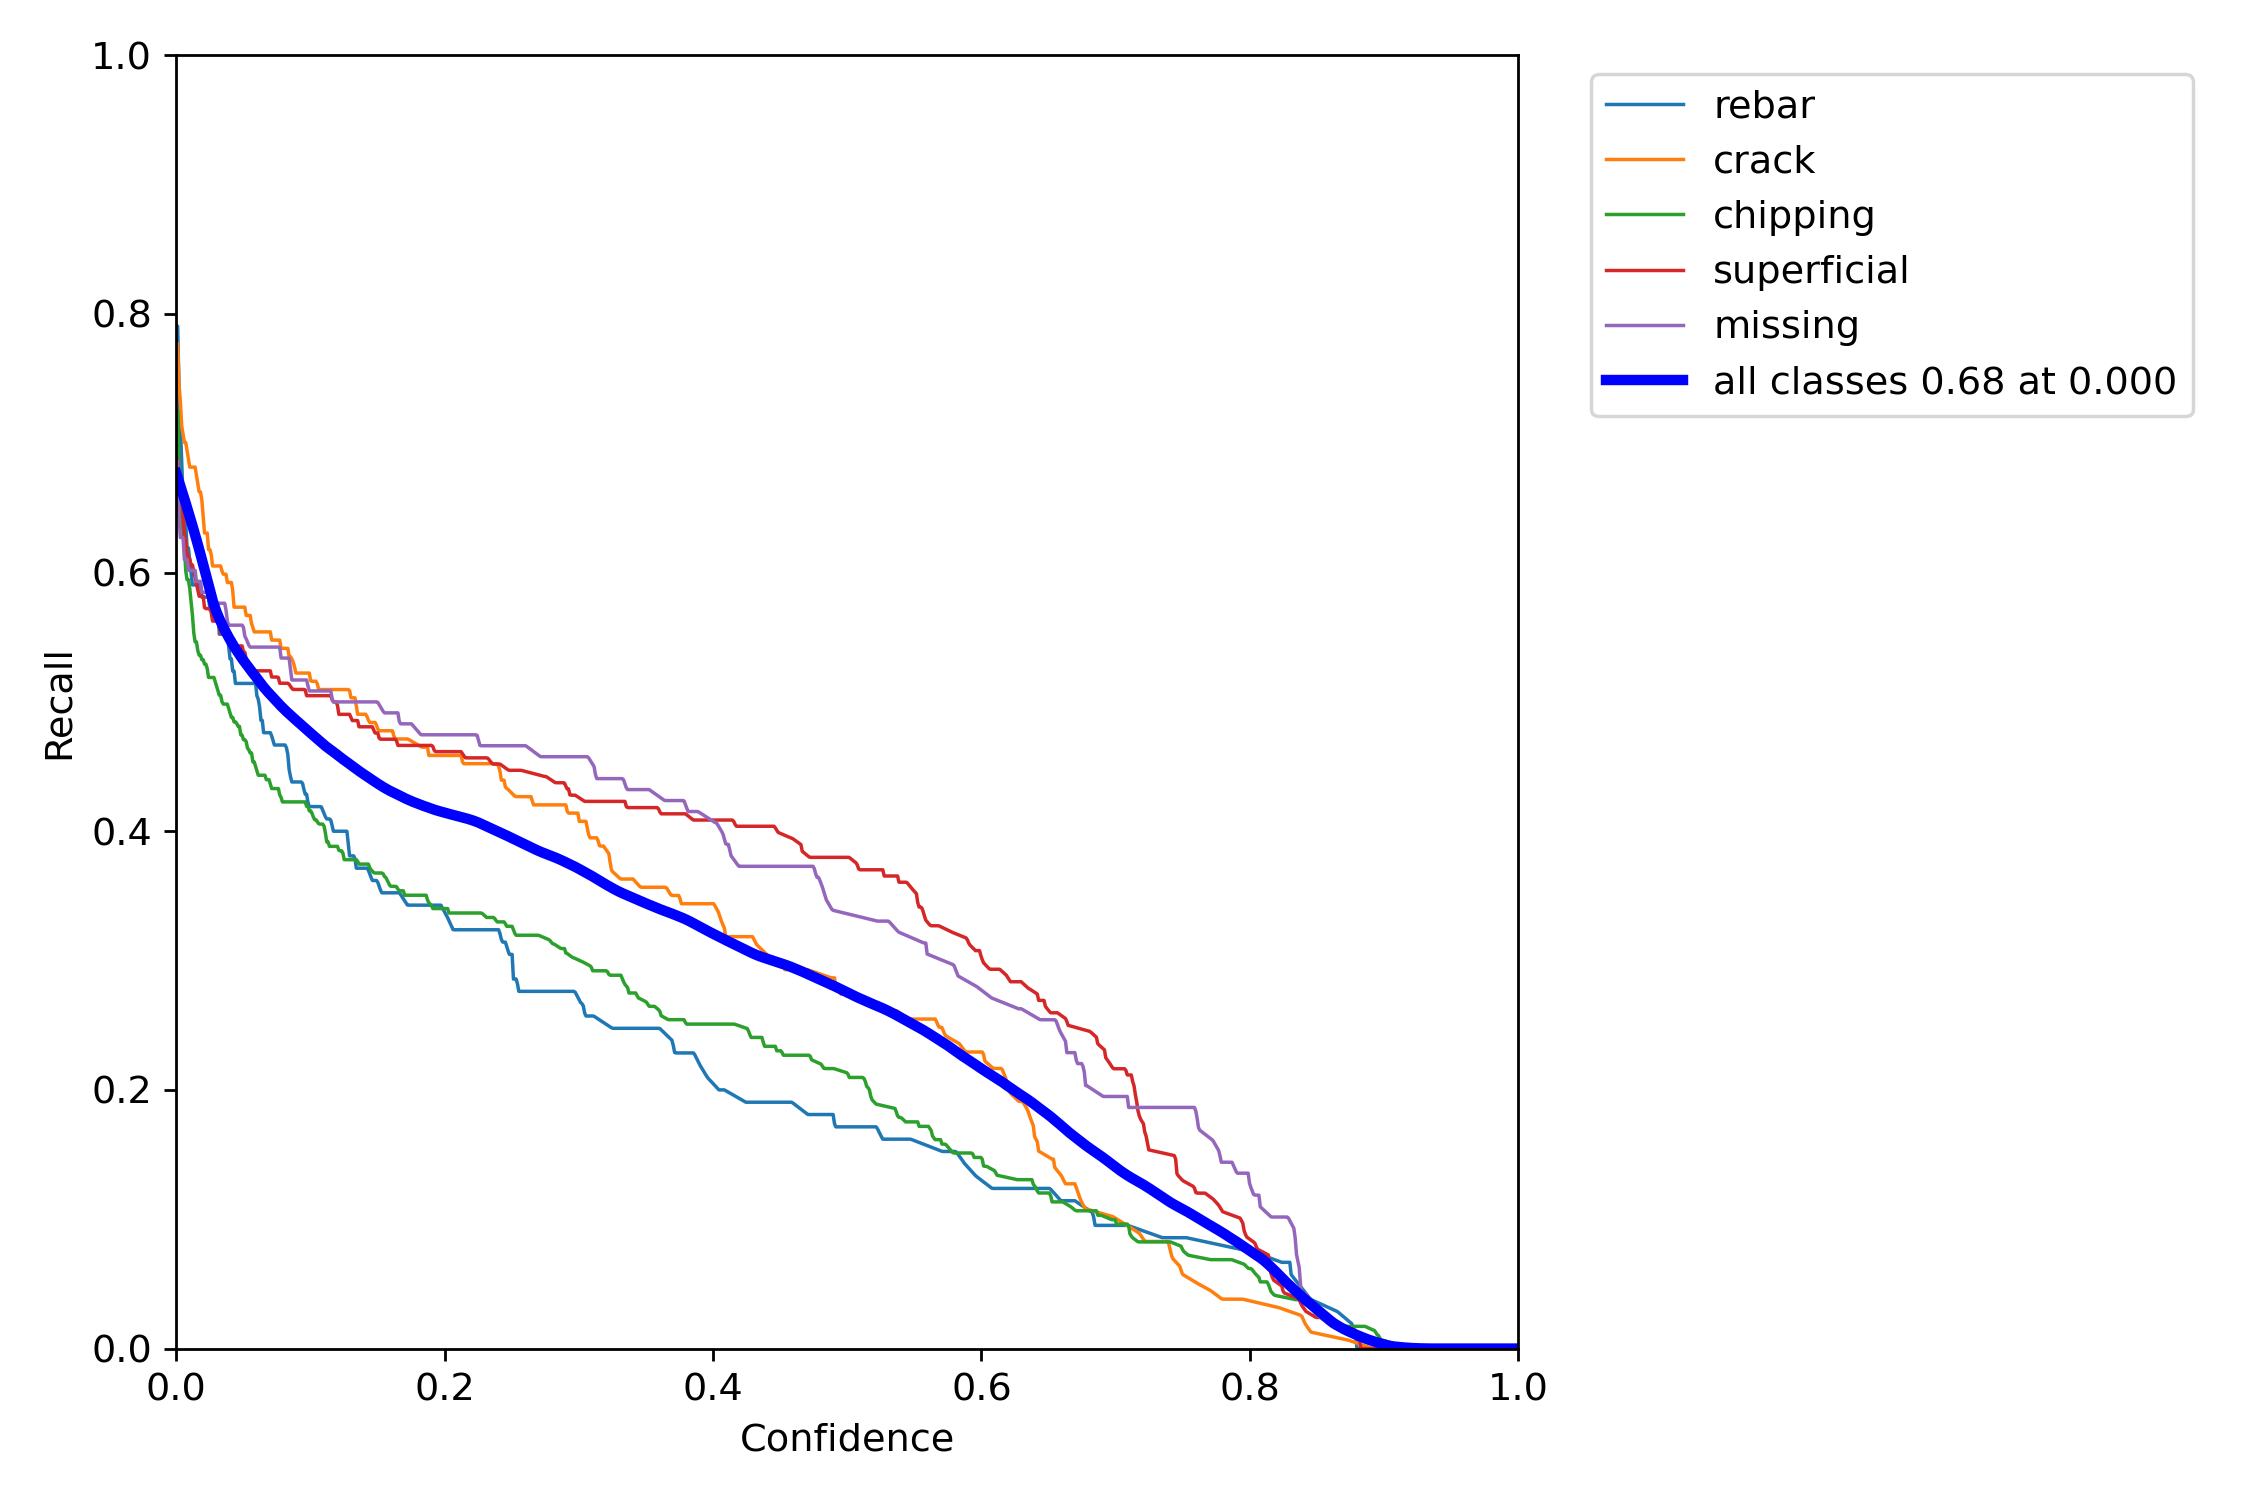 1.0
0.8
0.6
0.4
0.2
0.0
Recall
0.0 0.2 0.4 0.6 0.8 1.0
Confidence
rebar
crack
chipping
superficial
missing
all classes 0.68 at 0.000